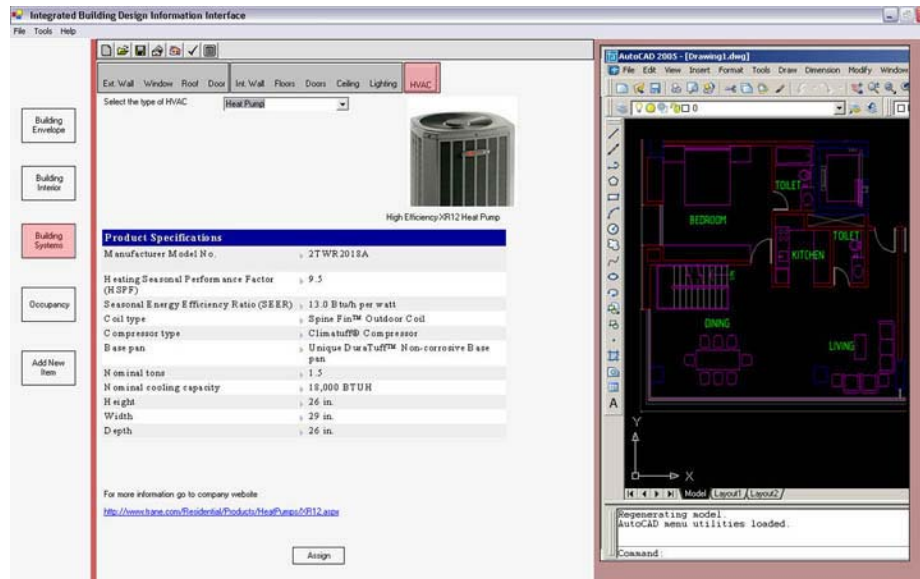 Integrated Building Design Information Interface
File Tools Help
Ext. Wall Window Roof Door Int. Wall Floors Doors Ceiling Lighting HVAC
Select the type of HVAC Heat Pump
Building
Envelope
Building
Interior
Building
Systems
Occupancy
Add New
Item
High Efficiency XR12 Heat Pump
Product Specifications
Manufacturer Model No. 2TWR2018A
Heating Seasonal Performance Factor 9.5
(HSPF)
Seasonal Energy Efficiency Ratio (SEER) 13.0 Btu/h per watt
Coil type Spine Fin™ Outdoor Coil
Compressor type Climatuff® Compressor
Base pan Unique DuraTuff™ Non-corrosive Base
pan
Nominal tons 1.5
Nominal cooling capacity 18,000 BTUH
Height 26 in.
Width 29 in.
Depth 26 in.
For more information go to company website
http://www.trane.com/Residential/Products/HeatPumps/XR12.aspx
Assign
AutoCAD 2005 - [Drawing1.dwg]
File Edit View Insert Format Tools Draw Dimension Modify Window
0
TOILET
BEDROOM
TOILET
KITCHEN
DINING
LIVING
A
Y
X
Model Layout1 Layout2
Regenerating model.
AutoCAD menu utilities loaded.
Command: